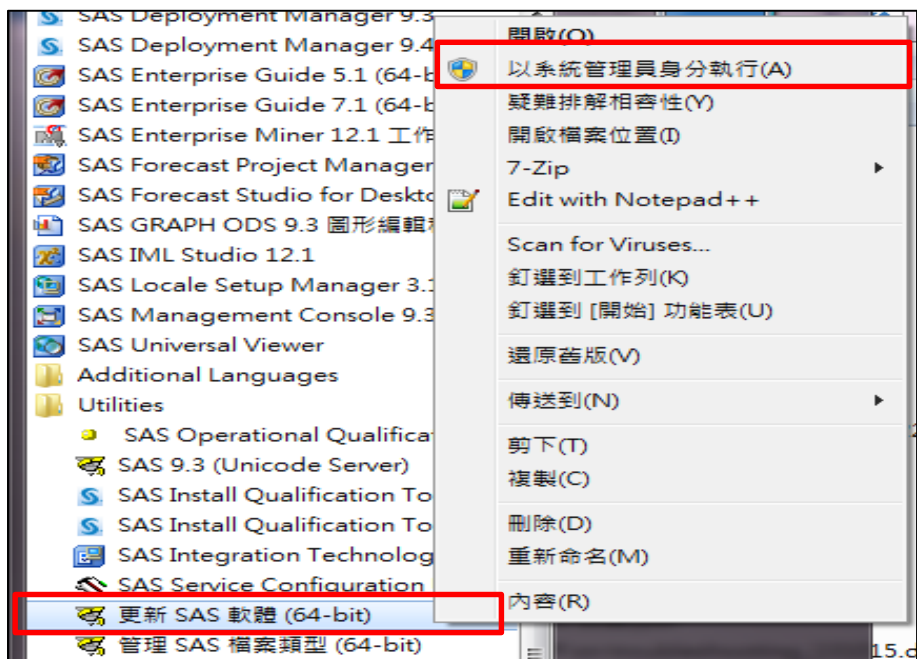 SAS Deployment Manager 9.3
SAS Deployment Manager 9.4
SAS Enterprise Guide 5.1 (64-b
SAS Enterprise Guide 7.1 (64-b
SAS Enterprise Miner 12.1 工作
SAS Forecast Project Manager
SAS Forecast Studio for Deskto
SAS GRAPH ODS 9.3 圖形編輯
SAS IML Studio 12.1
SAS Locale Setup Manager 3.1
SAS Management Console 9.3
SAS Universal Viewer
Additional Languages
Utilities
SAS Operational Qualifica
SAS 9.3 (Unicode Server)
SAS Install Qualification To
SAS Install Qualification To
SAS Integration Technolog
SAS Service Configuration
更新 SAS 軟體 (64-bit)
管理 SAS 檔案類型 (64-bit)
開啟(O)
以系統管理員身分執行(A)
疑難排解相容性(Y)
開啟檔案位置(I)
7-Zip
Edit with Notepad++
Scan for Viruses...
釘選到工作列(K)
釘選到 [開始] 功能表(U)
還原舊版(V)
傳送到(N)
剪下(T)
複製(C)
刪除(D)
重新命名(M)
內容(R)
15.c